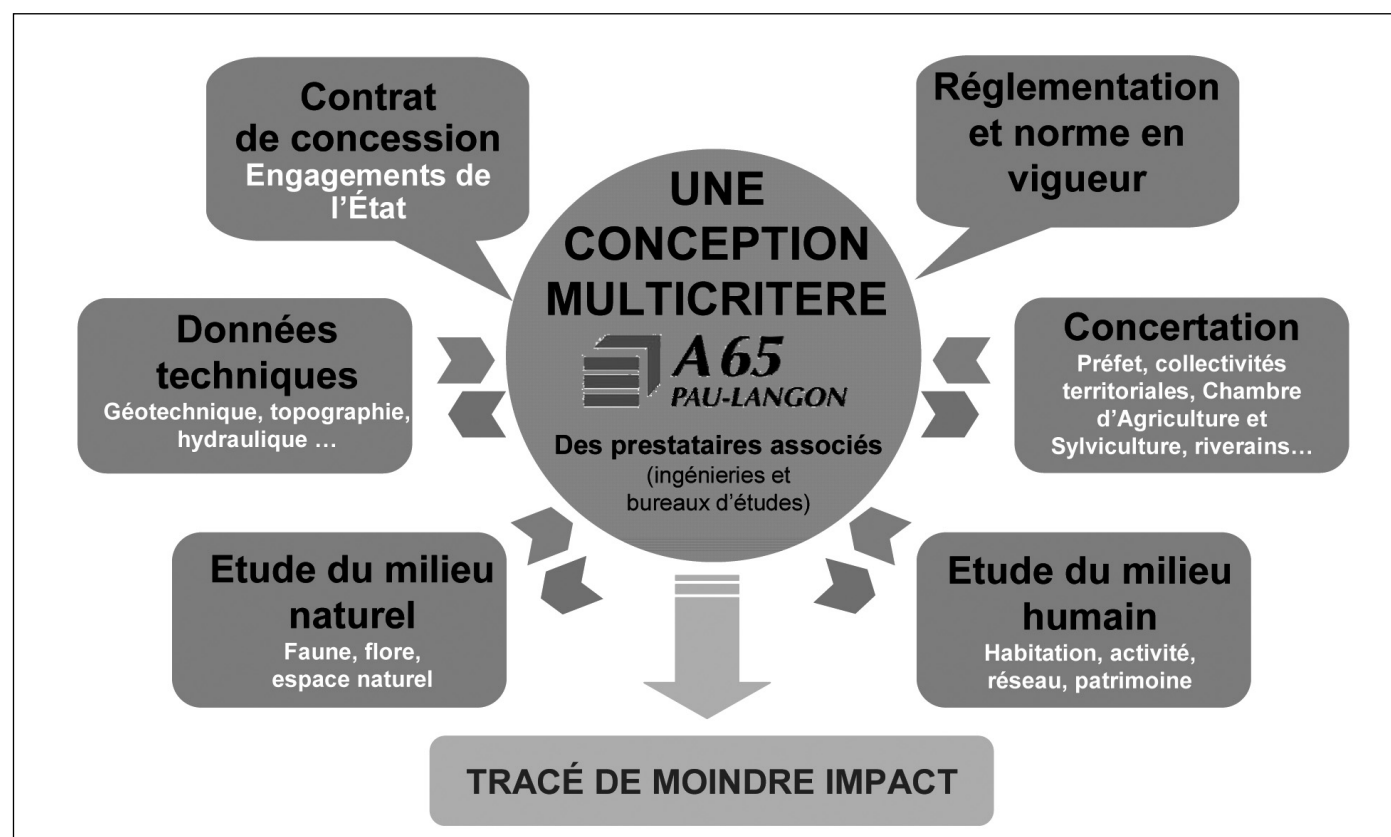 Contrat
de concession
Engagements de
l'État
Réglementation
et norme en
vigueur
UNE
CONCEPTION
MULTICRITERE
A 65
PAU-LANGON
Des prestataires associés
(ingénieries et
bureaux d'études)
Données
techniques
Géotechnique, topographie,
hydraulique ...
Concertation
Préfet, collectivités
territoriales, Chambre
d'Agriculture et
Sylviculture, riverains...
Etude du milieu
naturel
Faune, flore,
espace naturel
Etude du milieu
humain
Habitation, activité,
réseau, patrimoine
TRACÉ DE MOINDRE IMPACT